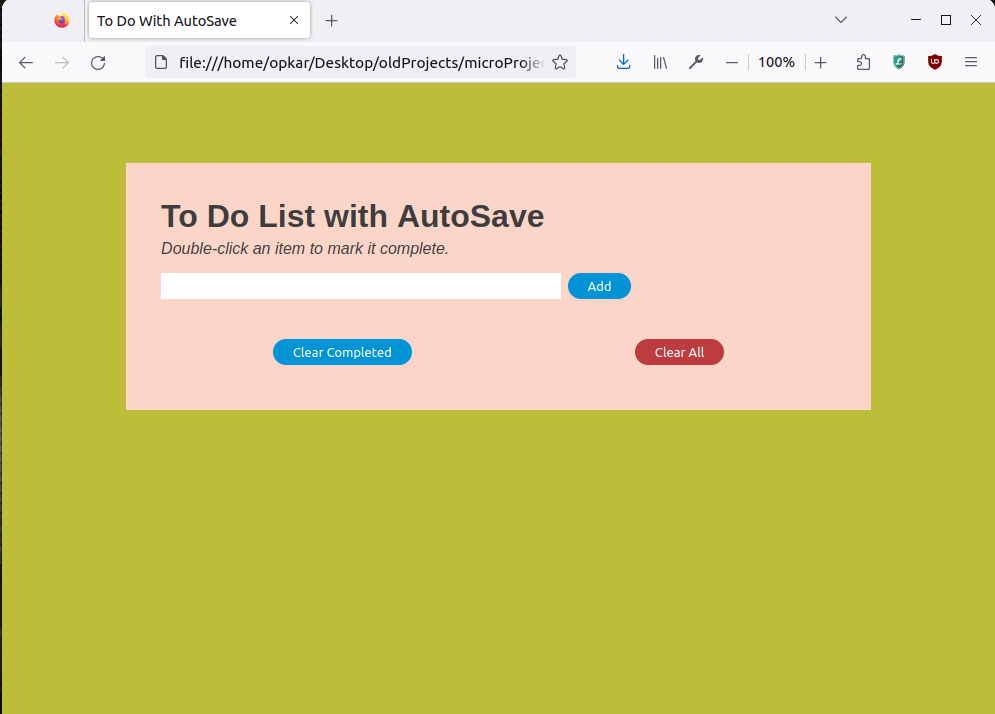 To Do With AutoSave
file:///home/opkar/Desktop/oldProjects/microProjec
100%
To Do List with AutoSave
Double-click an item to mark it complete.
Add
Clear Completed
Clear All